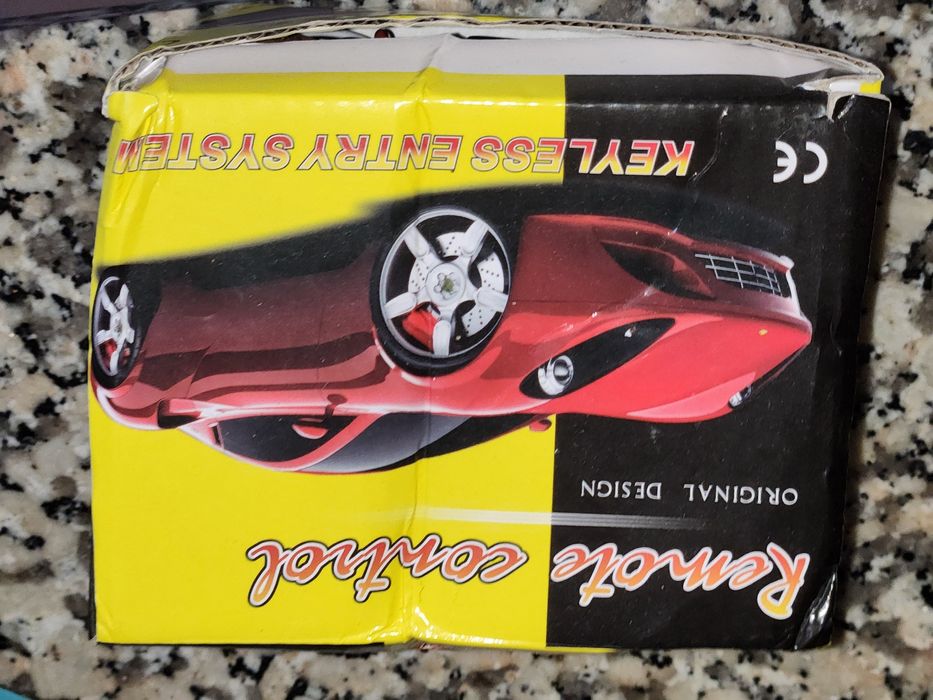 Remote control
ORIGINAL DESIGN
KEYLESS ENTRY SYSTEM
CE